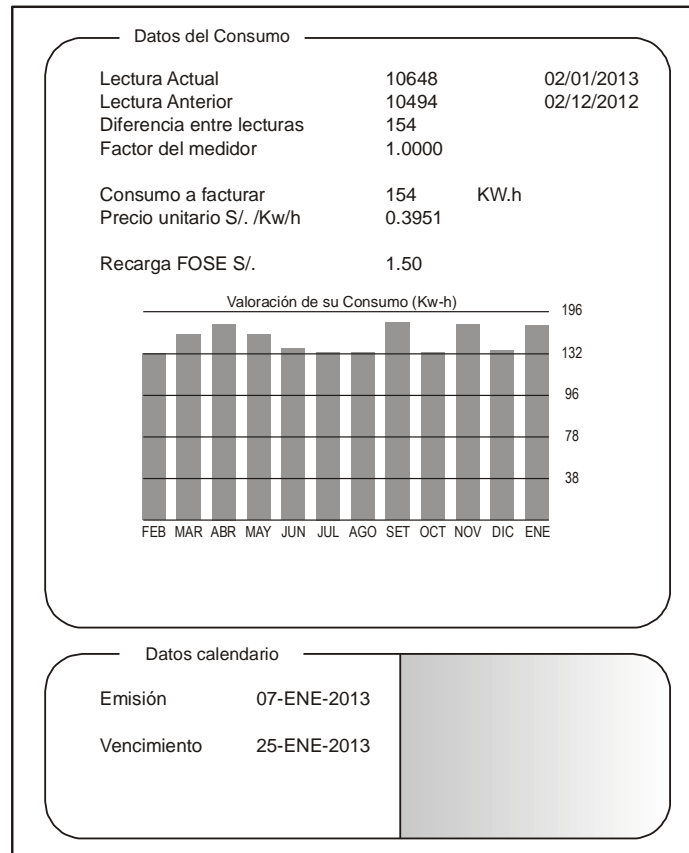 Datos del Consumo
Lectura Actual 10648 02/01/2013
Lectura Anterior 10494 02/12/2012
Diferencia entre lecturas 154
Factor del medidor 1.0000
Consumo a facturar 154 KW.h
Precio unitario S/. /Kw/h 0.3951
Recarga FOSE S/. 1.50
Valoración de su Consumo (Kw-h)
196
132
96
78
38
FEB MAR ABR MAY JUN JUL AGO SET OCT NOV DIC ENE
Datos calendario
Emisión 07-ENE-2013
Vencimiento 25-ENE-2013